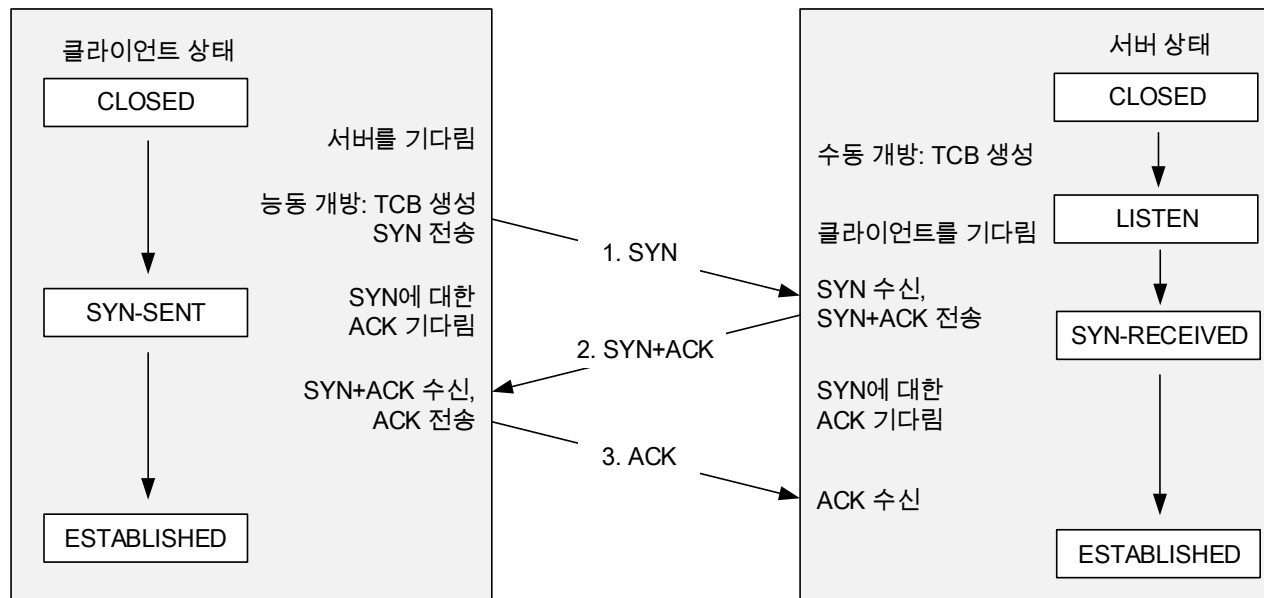 클라이언트 상태
CLOSED
서버를 기다림
능동 개방: TCB 생성
SYN 전송
SYN-SENT
SYN에 대한
ACK 기다림
SYN+ACK 수신,
ACK 전송
ESTABLISHED
1. SYN
2. SYN+ACK
3. ACK
서버 상태
CLOSED
수동 개방: TCB 생성
LISTEN
클라이언트를 기다림
SYN 수신,
SYN+ACK 전송
SYN-RECEIVED
SYN에 대한
ACK 기다림
ACK 수신
ESTABLISHED